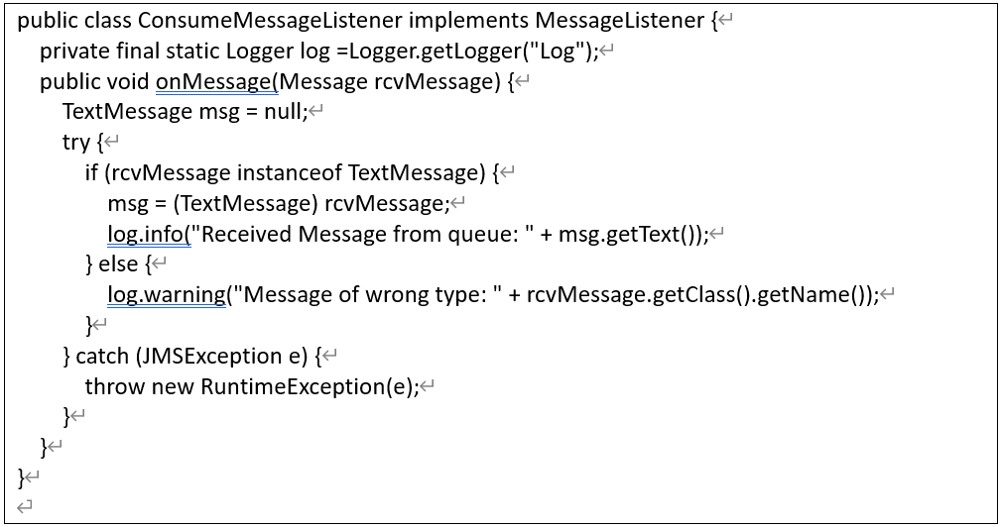 public class ConsumeMessageListener implements MessageListener {↵
private final static Logger log =Logger.getLogger("Log");↵
public void onMessage(Message rcvMessage) {↵
TextMessage msg = null;↵
try {↵
if (rcvMessage instanceof TextMessage) {↵
msg = (TextMessage) rcvMessage;↵
log.info("Received Message from queue: " + msg.getText());↵
} else {↵
log.warning("Message of wrong type: " + rcvMessage.getClass().getName());↵
}↵
} catch (JMSException e) {↵
throw new RuntimeException(e);↵
}↵
}↵
}↵
↵